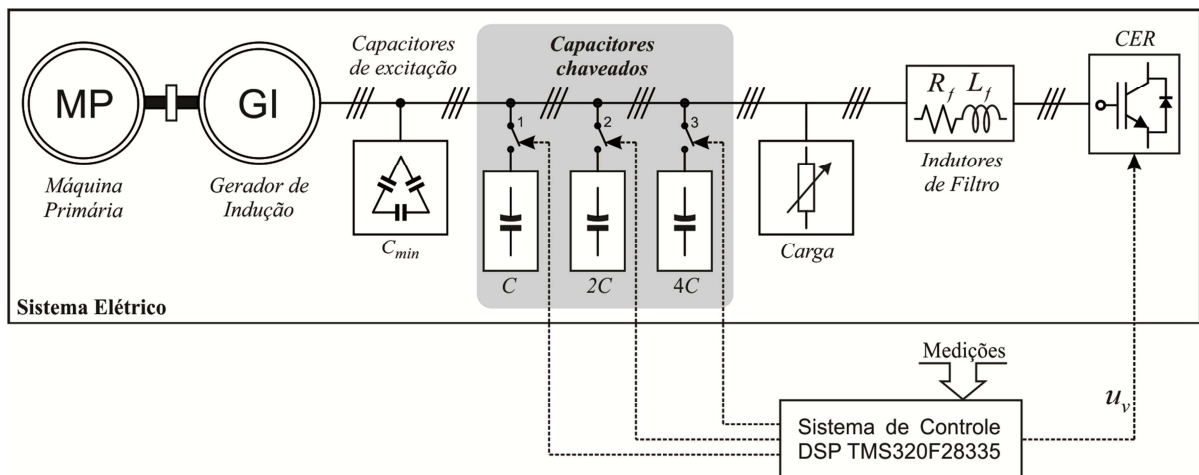 CER
Capacitores
de excitação
Capacitores
chaveados
MP
GI
R_f L_f
1
2
3
Máquina
Primária
Gerador de
Indução
Indutores
de Filtro
C_min
C
2C
4C
Carga
Sistema Elétrico
Medições
u_v
Sistema de Controle
DSP TMS320F28335